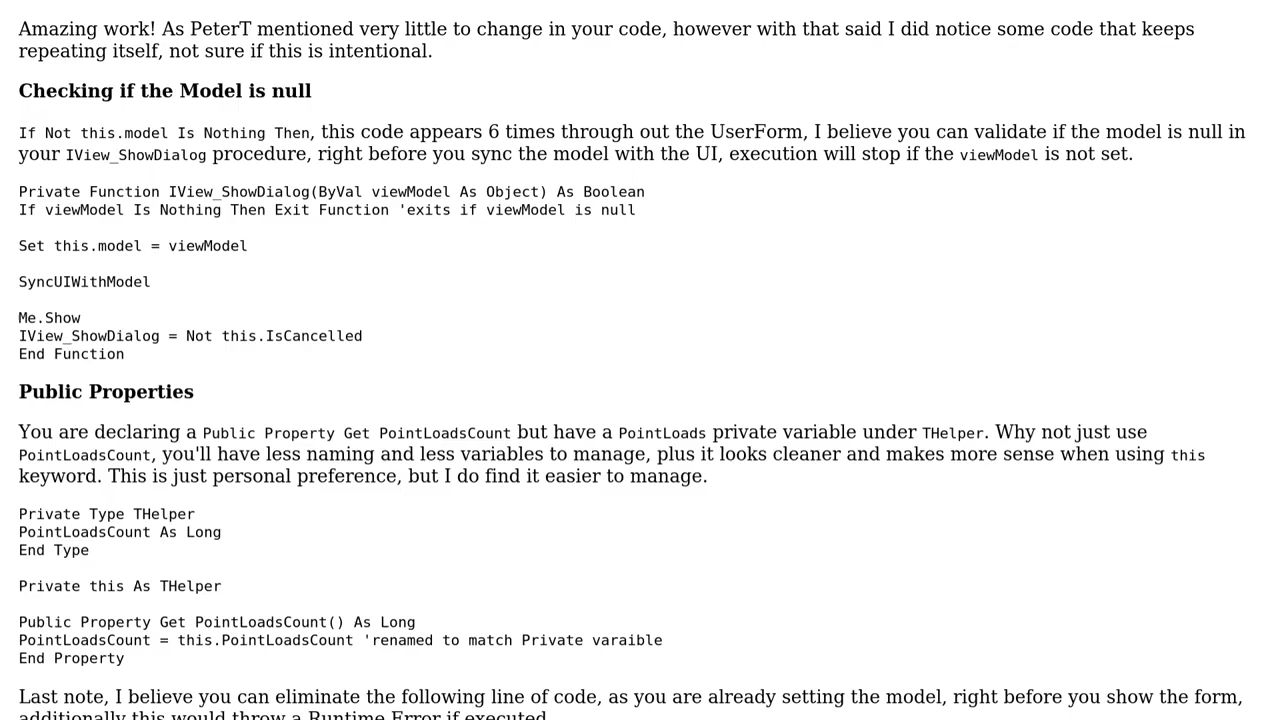 Amazing work! As PeterT mentioned very little to change in your code, however with that said I did notice some code that keeps
repeating itself, not sure if this is intentional.
Checking if the Model is null
If Not this.model Is Nothing Then, this code appears 6 times through out the UserForm, I believe you can validate if the model is null in
your IView_ShowDialog procedure, right before you sync the model with the UI, execution will stop if the viewModel is not set.
Private Function IView_ShowDialog(ByVal viewModel As Object) As Boolean
If viewModel Is Nothing Then Exit Function 'exits if viewModel is null
Set this.model = viewModel
SyncUIWithModel
Me.Show
IView_ShowDialog = Not this.IsCancelled
End Function
Public Properties
You are declaring a Public Property Get PointLoadsCount but have a PointLoads private variable under THelper. Why not just use
PointLoadsCount, you'll have less naming and less variables to manage, plus it looks cleaner and makes more sense when using this
keyword. This is just personal preference, but I do find it easier to manage.
Private Type THelper
PointLoadsCount As Long
End Type
Private this As THelper
Public Property Get PointLoadsCount() As Long
PointLoadsCount = this.PointLoadsCount 'renamed to match Private varaible
End Property
Last note, I believe you can eliminate the following line of code, as you are already setting the model, right before you show the form,
additionally this would throw a Runtime Error if executed